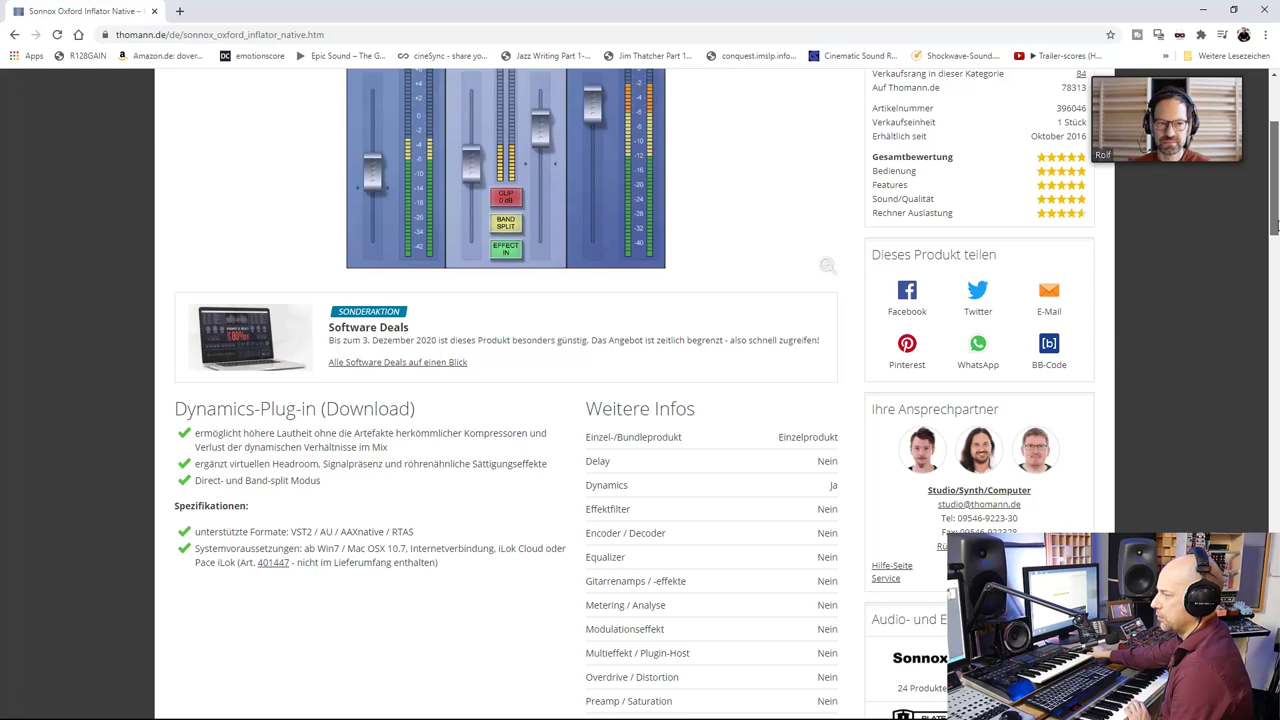 Sonnox Oxford Inflator Native –
thomann.de/de/sonnox_oxford_inflator_native.htm
Apps
R128GAIN
Amazon.de: dover...
emotionscore
Epic Sound – The G...
cineSync - share yo...
Jazz Writing Part 1-...
Jim Thatcher Part 1...
conquest.imslp.info...
Cinematic Sound R...
Shockwave-Sound....
Trailer-scores (H...
Weitere Lesezeichen
CLIP
0 dB
BAND
SPLIT
EFFECT
IN
Verkaufsrang in dieser Kategorie 84
Auf Thomann.de 78313
Artikelnummer 396046
Verkaufseinheit 1 Stück
Erhältlich seit Oktober 2016
Gesamtbewertung
Bedienung
Features
Sound/Qualität
Rechner Auslastung
Rolf
SONDERAKTION
Software Deals
Bis zum 3. Dezember 2020 ist dieses Produkt besonders günstig. Das Angebot ist zeitlich begrenzt - also schnell zugreifen!
Alle Software Deals auf einen Blick
Dieses Produkt teilen
Facebook
Twitter
E-Mail
Pinterest
WhatsApp
BB-Code
Dynamics-Plug-in (Download)
ermöglicht höhere Lautheit ohne die Artefakte herkömmlicher Kompressoren und
Verlust der dynamischen Verhältnisse im Mix
ergänzt virtuellen Headroom, Signalpräsenz und röhrenähnliche Sättigungseffekte
Direct- und Band-split Modus
Spezifikationen:
unterstützte Formate: VST2 / AU / AAXnative / RTAS
Systemvoraussetzungen: ab Win7 / Mac OSX 10.7, Internetverbindung, iLok Cloud oder
Pace iLok (Art. 401447 - nicht im Lieferumfang enthalten)
Weitere Infos
Einzel-/Bundleprodukt Einzelprodukt
Delay Nein
Dynamics Ja
Effektfilter Nein
Encoder / Decoder Nein
Equalizer Nein
Gitarrenamps / -effekte Nein
Metering / Analyse Nein
Modulationseffekt Nein
Multieffekt / Plugin-Host Nein
Overdrive / Distortion Nein
Preamp / Saturation Nein
Ihre Ansprechpartner
Studio/Synth/Computer
studio@thomann.de
Tel: 09546-9223-30
Hilfe-Seite
Service
Audio- und
Sonnox
24 Produkte